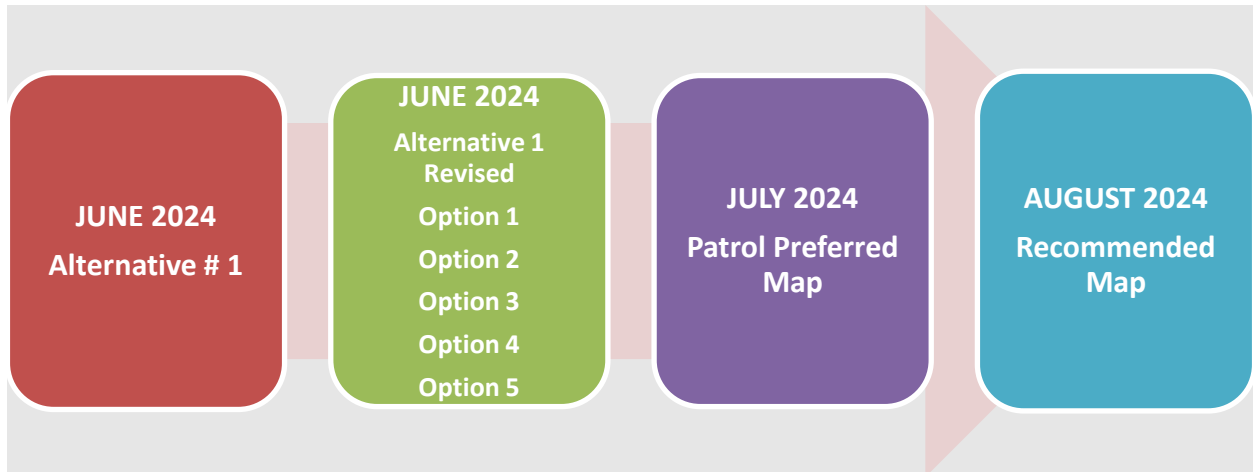 JUNE 2024
Alternative # 1
JUNE 2024
Alternative 1
Revised
Option 1
Option 2
Option 3
Option 4
Option 5
JULY 2024
Patrol Preferred
Map
AUGUST 2024
Recommended
Map